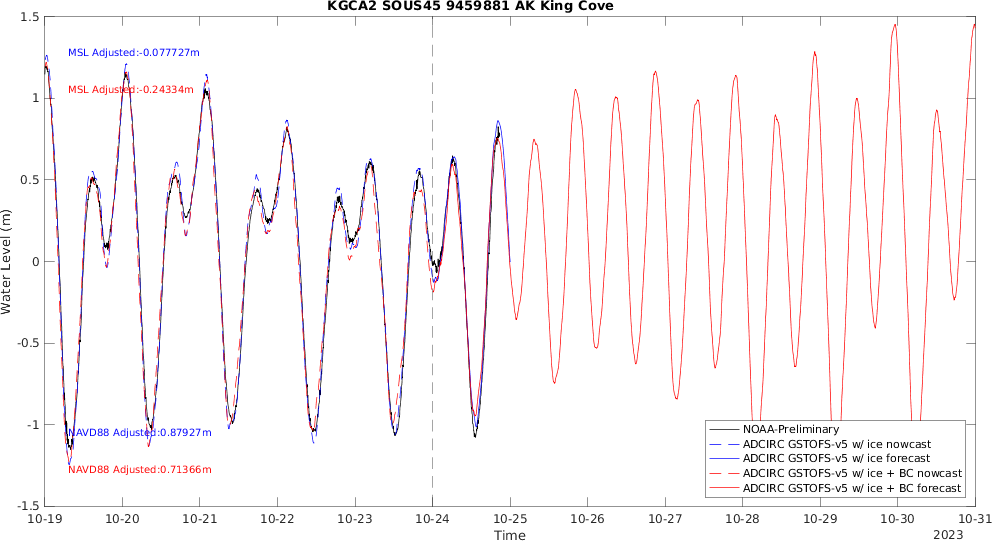 KGCA2 SOUS45 9459881 AK King Cove
1.5
1
0.5
0
-0.5
-1
-1.5
Water Level (m)
MSL Adjusted:-0.077727m
MSL Adjusted:-0.24334m
NAVD88 Adjusted:0.87927m
NAVD88 Adjusted:0.71366m
NOAA-Preliminary
ADCIRC GSTOFS-v5 w/ ice nowcast
ADCIRC GSTOFS-v5 w/ ice forecast
ADCIRC GSTOFS-v5 w/ ice + BC nowcast
ADCIRC GSTOFS-v5 w/ ice + BC forecast
10-19 10-20 10-21 10-22 10-23 10-24 10-25 10-26 10-27 10-28 10-29 10-30 10-31
Time
2023